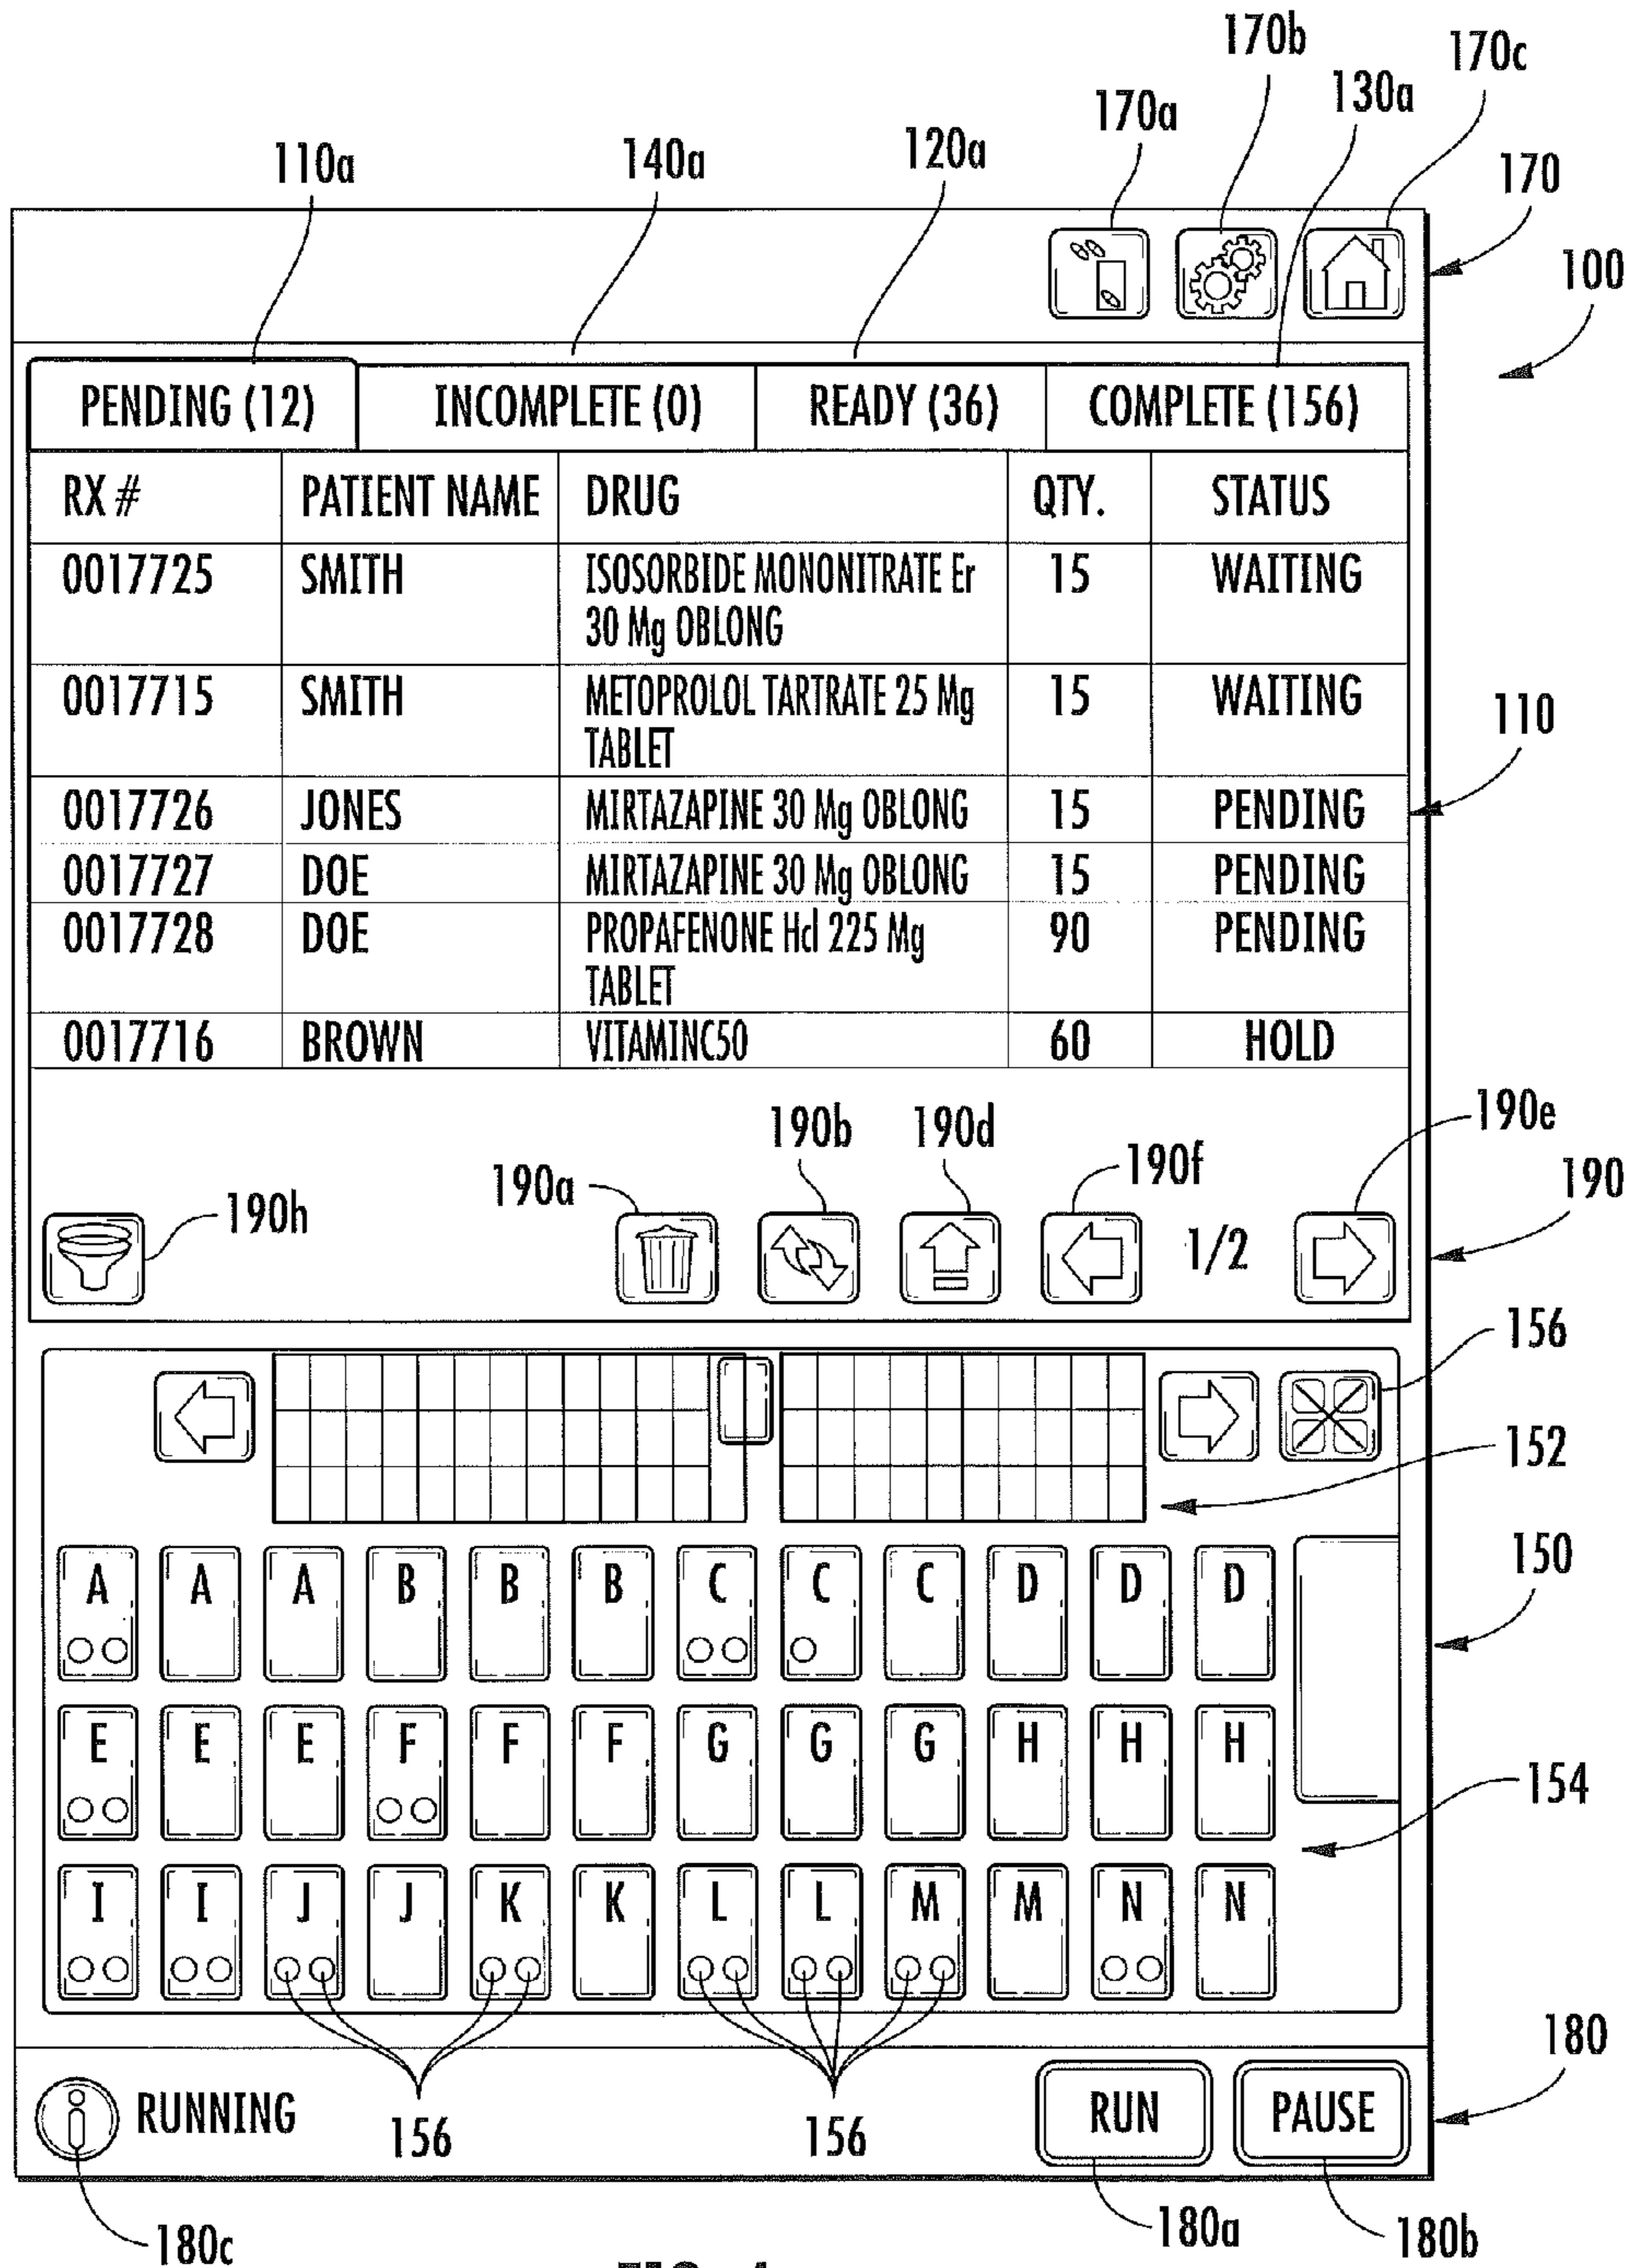 170b
170c
170a
130a
110a
140a
120a
170
100
PENDING (12) INCOMPLETE (0) READY (36) COMPLETE (156)
RX # PATIENT NAME DRUG QTY. STATUS
0017725 SMITH ISOSORBIDE MONONITRATE Er 15 WAITING
30 Mg OBLONG
0017715 SMITH METOPROLOL TARTRATE 25 Mg 15 WAITING
TABLET
110
0017726 JONES MIRTAZAPINE 30 Mg OBLONG 15 PENDING
0017727 DOE MIRTAZAPINE 30 Mg OBLONG 15 PENDING
0017728 DOE PROPAFENONE Hcl 225 Mg 90 PENDING
TABLET
0017716 BROWN VITAMINC50 60 HOLD
190b 190d 190e
190a 190f 190
190h
1/2
156
152
150
A A A B B B C C C D D D
E E E F F F G G G H H H
154
I I J J K K L L M M N N
180
RUNNING 156 156 RUN PAUSE
180c 180a 180b